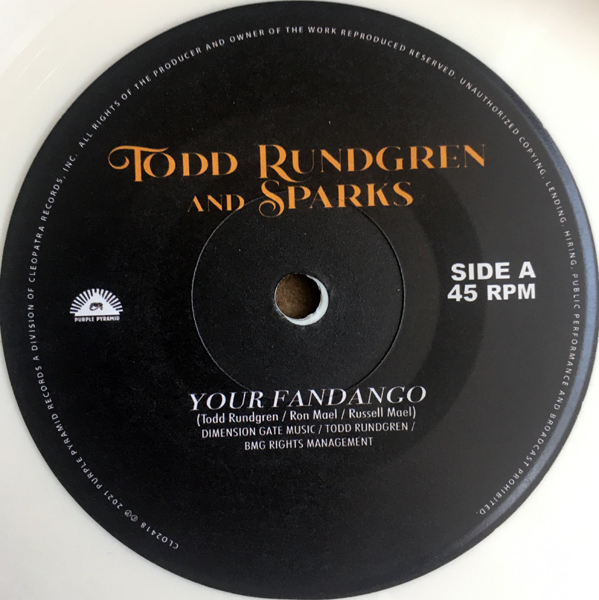 TODD RUNDGREN
AND SPARKS
SIDE A
45 RPM
PURPLE PYRAMID
YOUR FANDANGO
(Todd Rundgren / Ron Mael / Russell Mael)
DIMENSION GATE MUSIC / TODD RUNDGREN /
BMG RIGHTS MANAGEMENT
CLO2418 ©℗ 2021 PURPLE PYRAMID RECORDS A DIVISION OF CLEOPATRA RECORDS, INC. ALL RIGHTS OF THE PRODUCER AND OWNER OF THE WORK REPRODUCED RESERVED. UNAUTHORIZED COPYING, LENDING, HIRING, PUBLIC PERFORMANCE AND BROADCAST PROHIBITED.